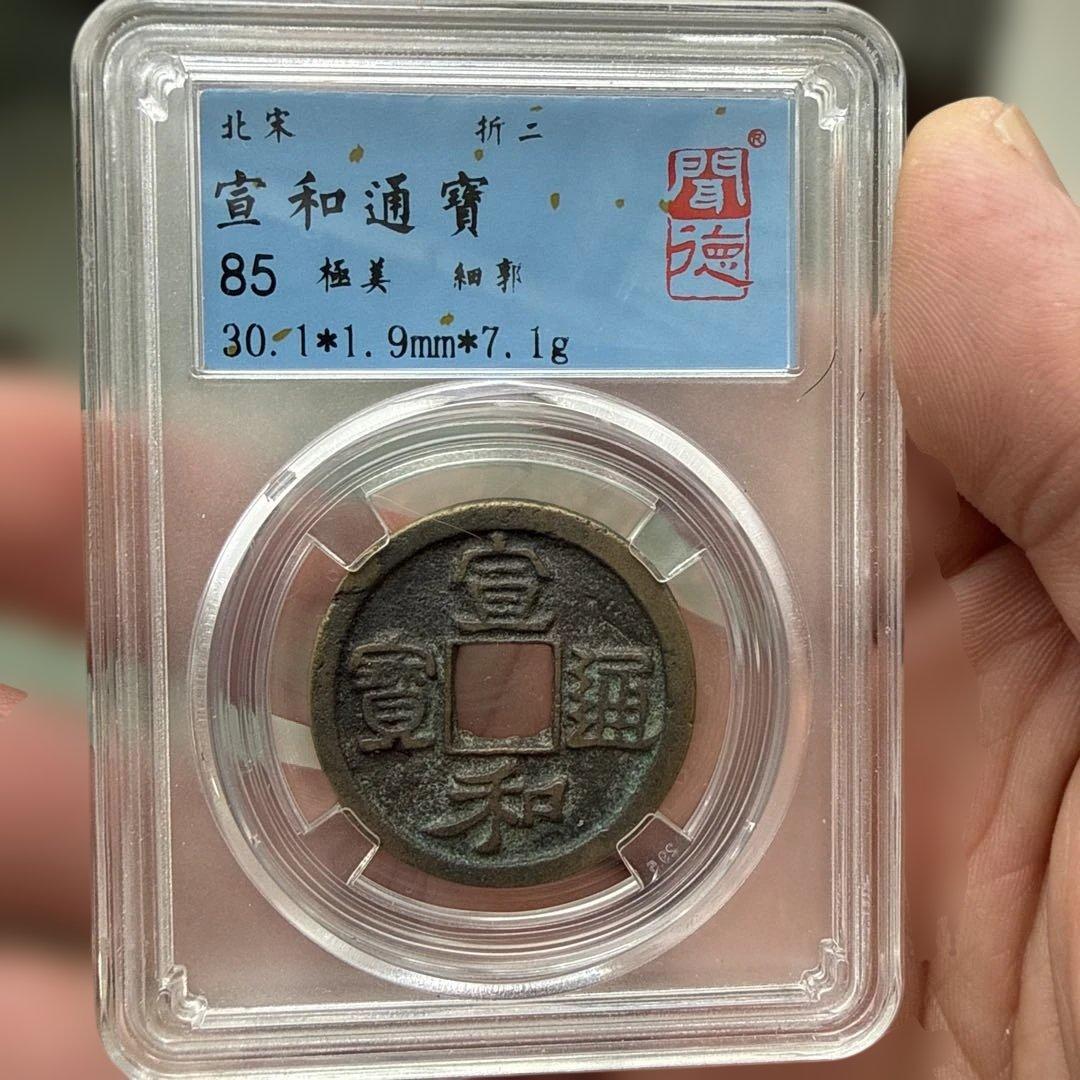 北宋 折三
宣和通寶
85 極美 細郭
30.1*1.9mm*7.1g
聞德®
宣和通寶